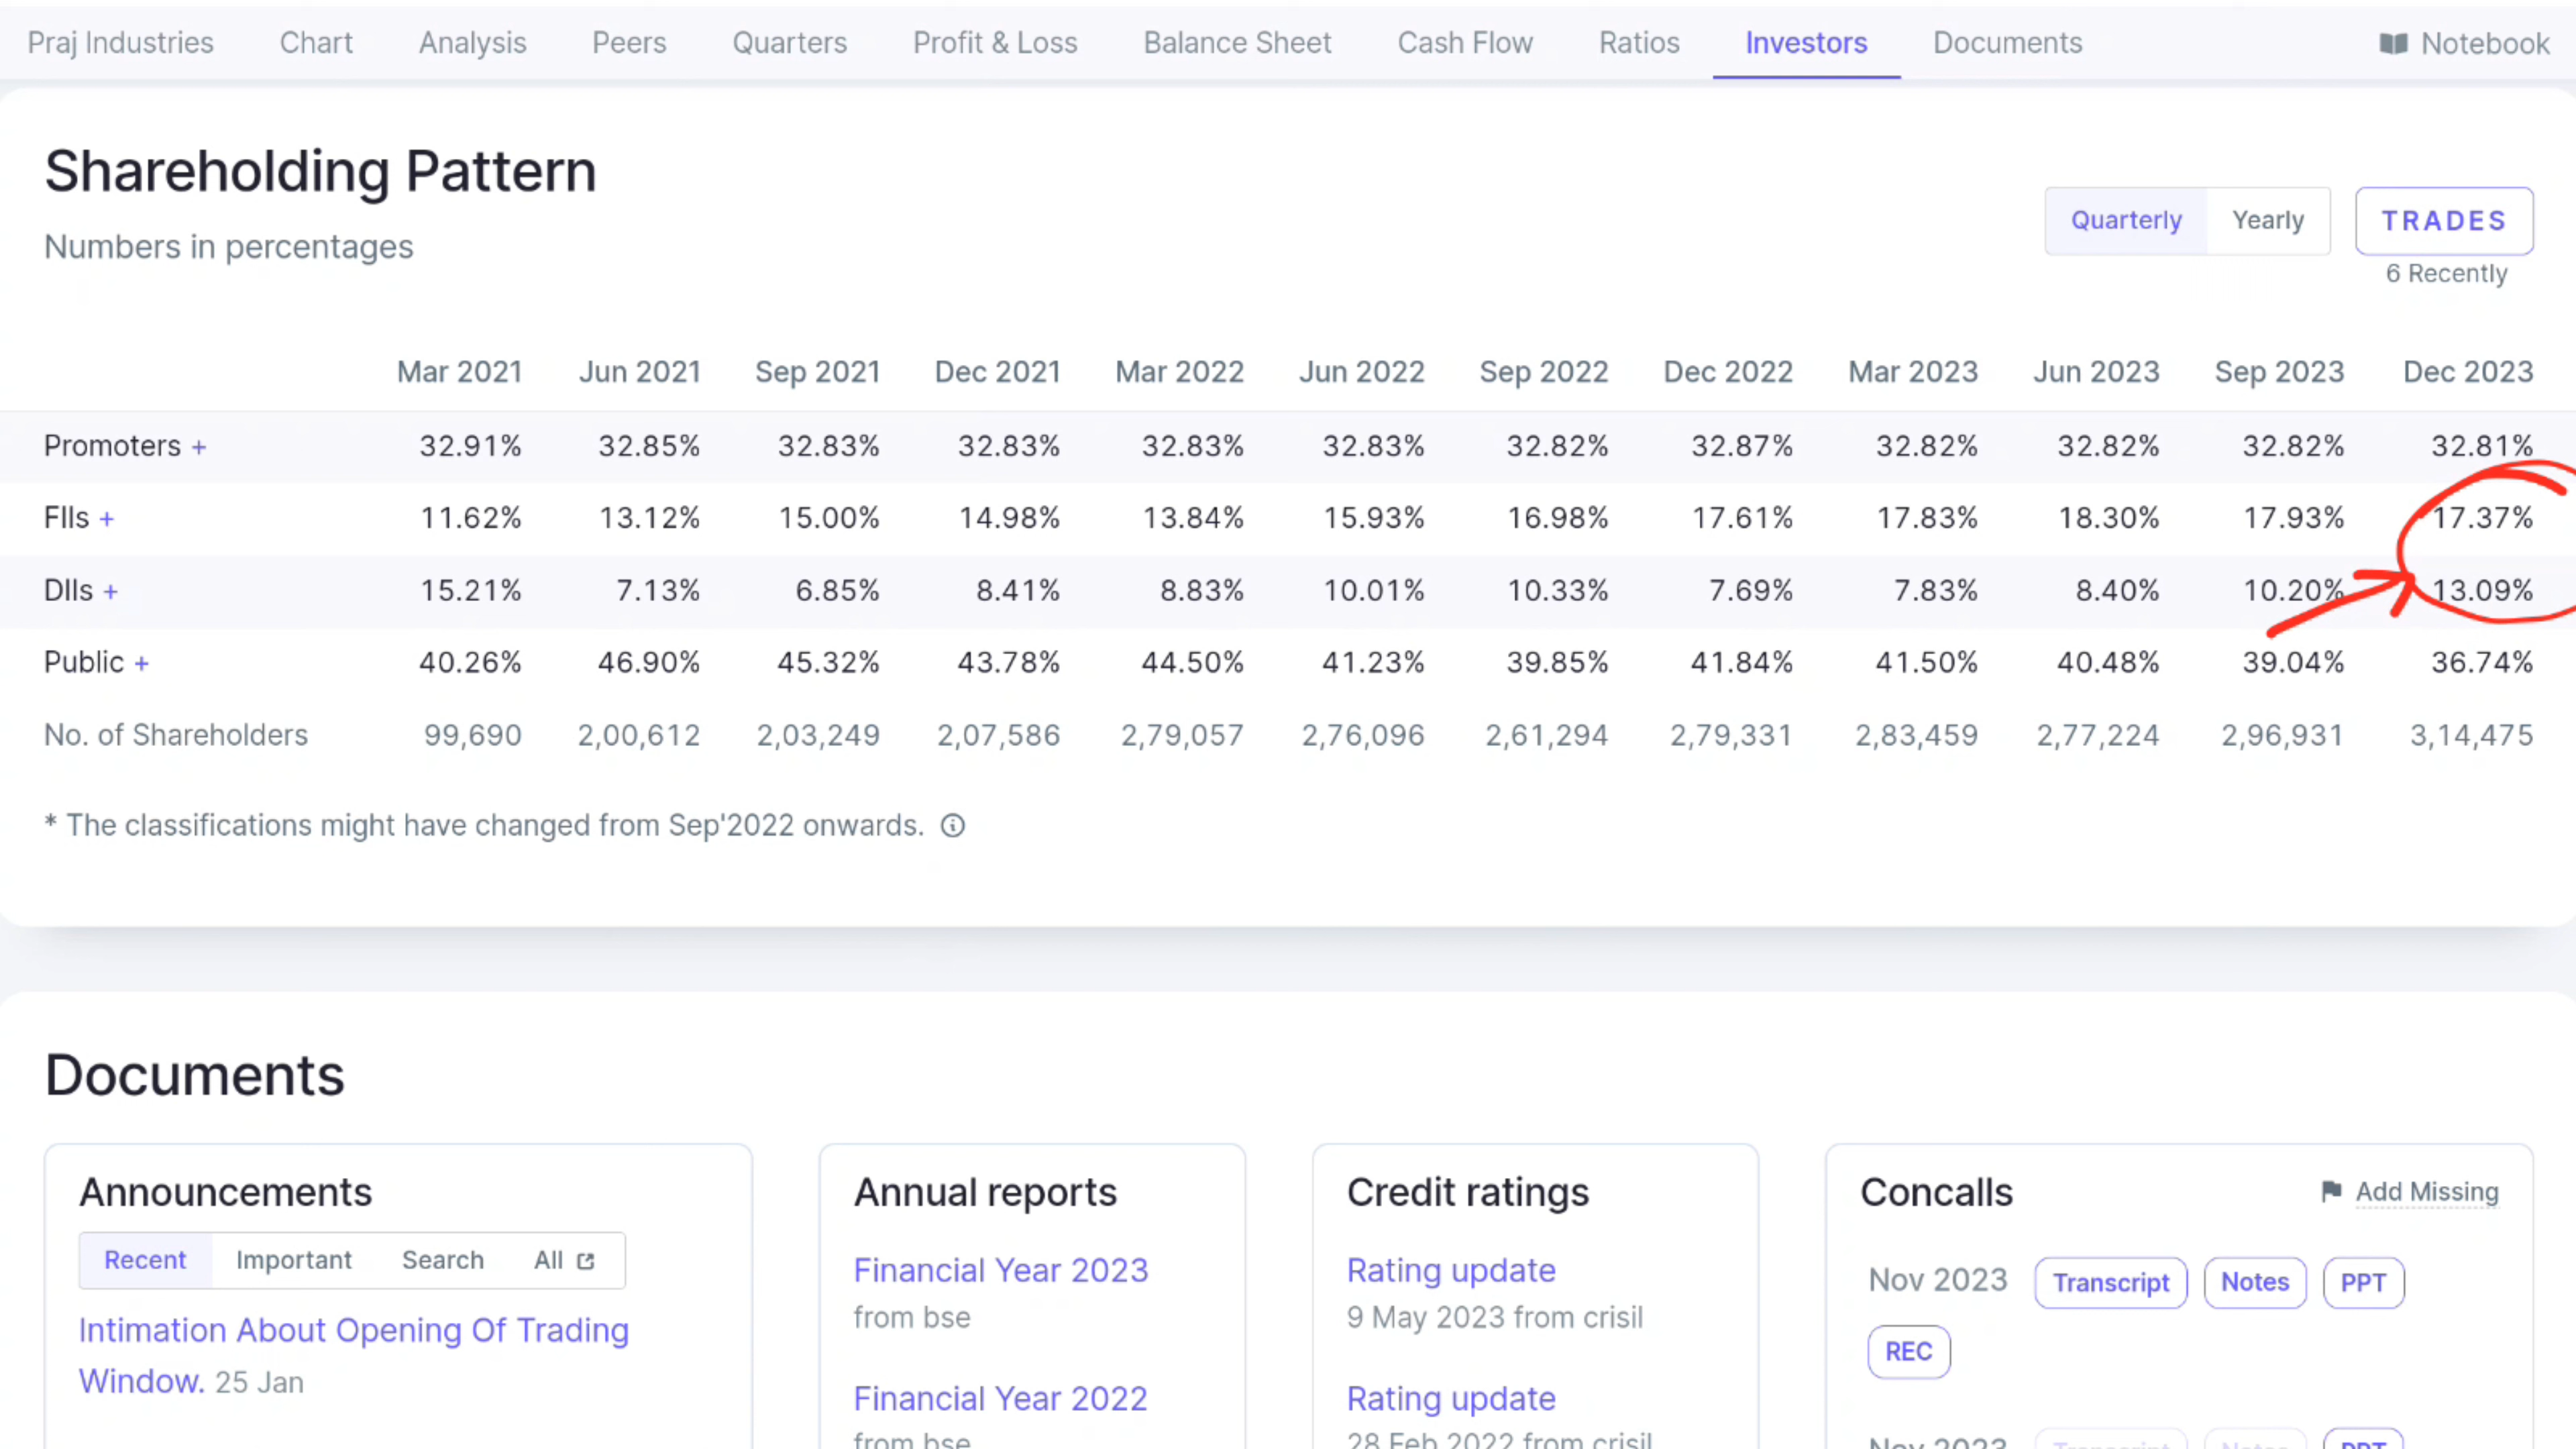 Praj Industries Chart Analysis Peers Quarters Profit & Loss Balance Sheet Cash Flow Ratios Investors Documents Notebook
Shareholding Pattern
Numbers in percentages
Quarterly Yearly TRADES
6 Recently
Mar 2021 Jun 2021 Sep 2021 Dec 2021 Mar 2022 Jun 2022 Sep 2022 Dec 2022 Mar 2023 Jun 2023 Sep 2023 Dec 2023
Promoters + 32.91% 32.85% 32.83% 32.83% 32.83% 32.83% 32.82% 32.87% 32.82% 32.82% 32.82% 32.81%
FIIs + 11.62% 13.12% 15.00% 14.98% 13.84% 15.93% 16.98% 17.61% 17.83% 18.30% 17.93% 17.37%
DIIs + 15.21% 7.13% 6.85% 8.41% 8.83% 10.01% 10.33% 7.69% 7.83% 8.40% 10.20% 13.09%
Public + 40.26% 46.90% 45.32% 43.78% 44.50% 41.23% 39.85% 41.84% 41.50% 40.48% 39.04% 36.74%
No. of Shareholders 99,690 2,00,612 2,03,249 2,07,586 2,79,057 2,76,096 2,61,294 2,79,331 2,83,459 2,77,224 2,96,931 3,14,475
* The classifications might have changed from Sep'2022 onwards.
Documents
Announcements
Recent Important Search All
Intimation About Opening Of Trading
Window. 25 Jan
Annual reports
Financial Year 2023
from bse
Financial Year 2022
from bse
Credit ratings
Rating update
9 May 2023 from crisil
Rating update
28 Feb 2022 from crisil
Concalls Add Missing
Nov 2023 Transcript Notes PPT
REC
Nov 2023 Transcript Notes PPT